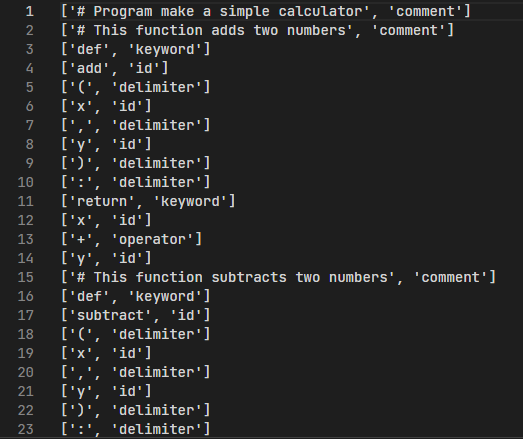 1 ['# Program make a simple calculator', 'comment']
2 ['# This function adds two numbers', 'comment']
3 ['def', 'keyword']
4 ['add', 'id']
5 ['(', 'delimiter']
6 ['x', 'id']
7 [',', 'delimiter']
8 ['y', 'id']
9 [')', 'delimiter']
10 [':', 'delimiter']
11 ['return', 'keyword']
12 ['x', 'id']
13 ['+', 'operator']
14 ['y', 'id']
15 ['# This function subtracts two numbers', 'comment']
16 ['def', 'keyword']
17 ['subtract', 'id']
18 ['(', 'delimiter']
19 ['x', 'id']
20 [',', 'delimiter']
21 ['y', 'id']
22 [')', 'delimiter']
23 [':', 'delimiter']